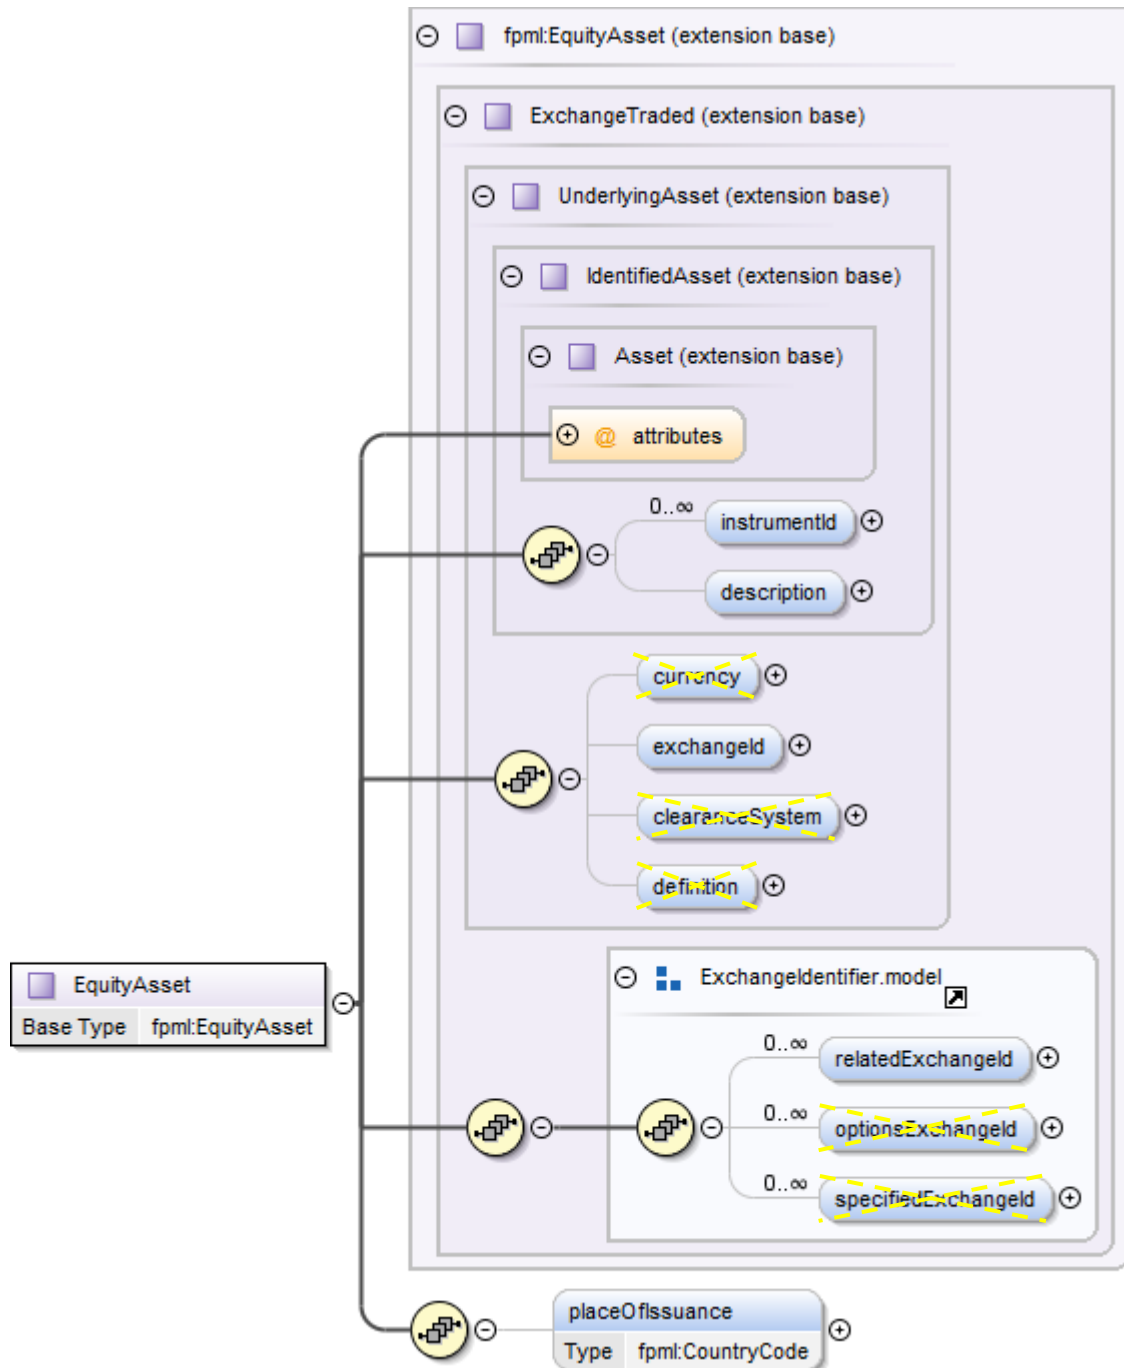 fpml:EquityAsset (extension base)
ExchangeTraded (extension base)
UnderlyingAsset (extension base)
IdentifiedAsset (extension base)
Asset (extension base)
@ attributes
0..∞
instrumentId
description
currency
exchangeId
clearanceSystem
definition
EquityAsset
Base Type fpml:EquityAsset
ExchangeIdentifier.model
0..∞
relatedExchangeId
0..∞
optionsExchangeId
0..∞
specifiedExchangeId
placeOfIssuance
Type fpml:CountryCode